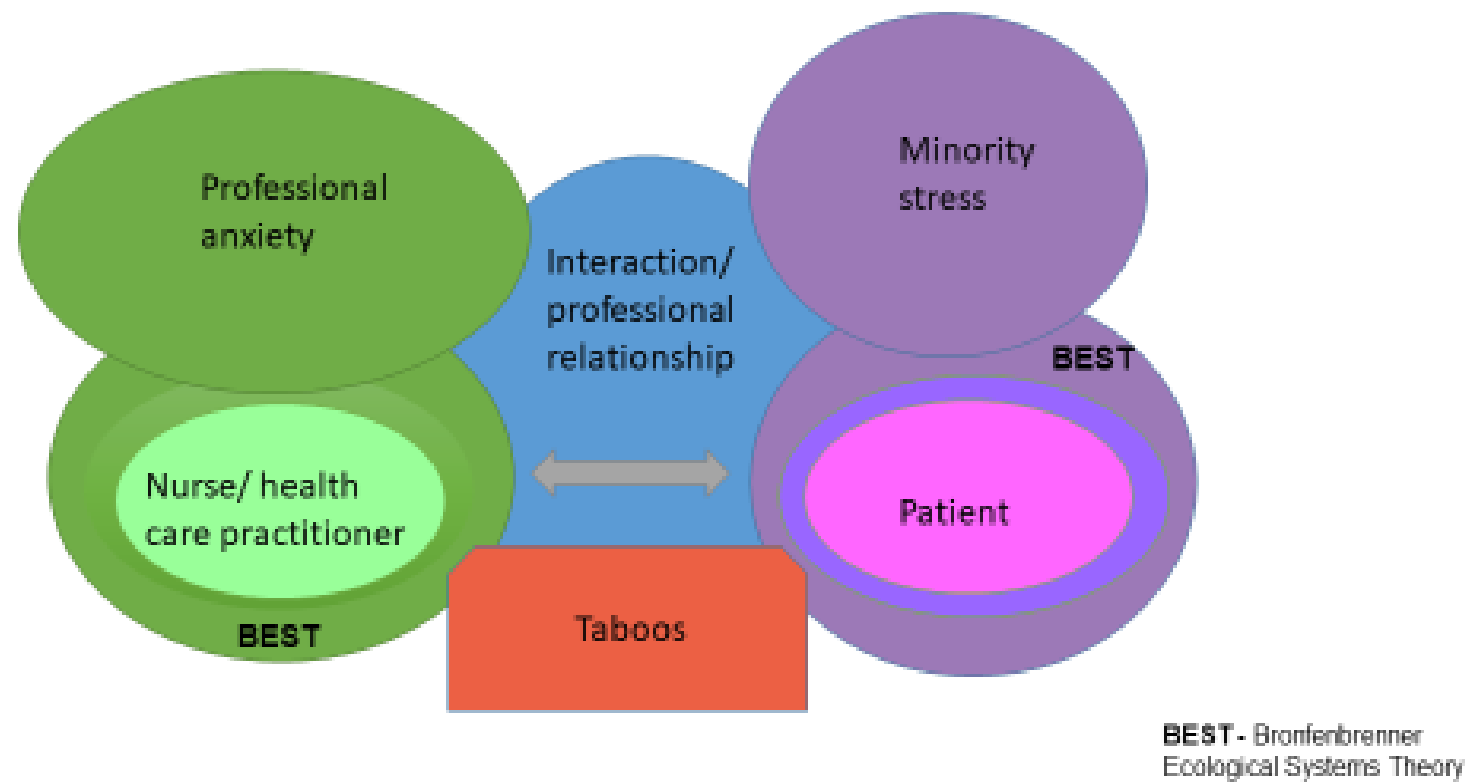 Professional
anxiety
Interaction/
professional
relationship
Minority
stress
BEST
Nurse/ health
care practitioner
BEST
Patient
Taboos
BEST - Bronfenbrenner
Ecological Systems Theory